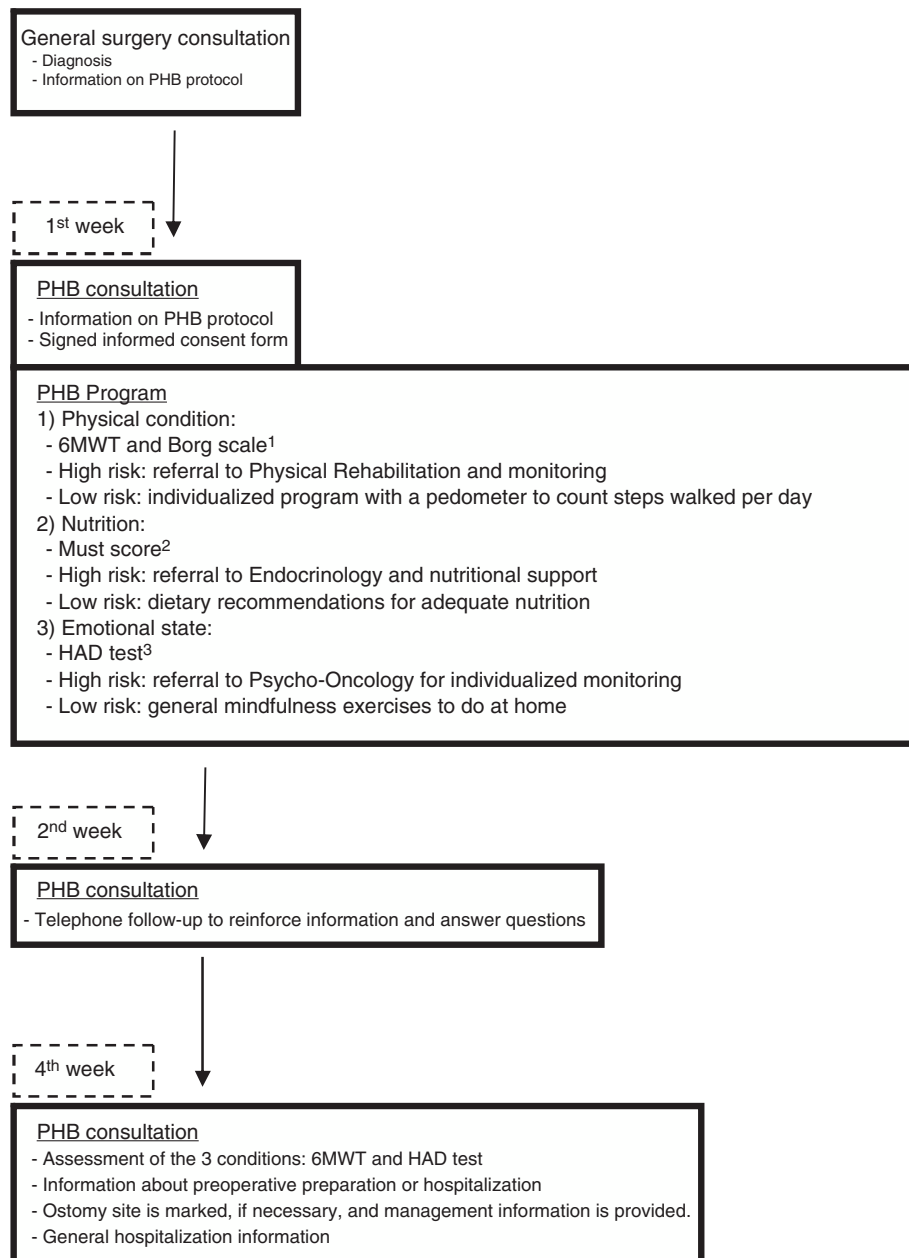 General surgery consultation
- Diagnosis
- Information on PHB protocol
1st week
PHB consultation
- Information on PHB protocol
- Signed informed consent form
PHB Program
1) Physical condition:
- 6MWT and Borg scale1
- High risk: referral to Physical Rehabilitation and monitoring
- Low risk: individualized program with a pedometer to count steps walked per day
2) Nutrition:
- Must score2
- High risk: referral to Endocrinology and nutritional support
- Low risk: dietary recommendations for adequate nutrition
3) Emotional state:
- HAD test3
- High risk: referral to Psycho-Oncology for individualized monitoring
- Low risk: general mindfulness exercises to do at home
2nd week
PHB consultation
- Telephone follow-up to reinforce information and answer questions
4th week
PHB consultation
- Assessment of the 3 conditions: 6MWT and HAD test
- Information about preoperative preparation or hospitalization
- Ostomy site is marked, if necessary, and management information is provided.
- General hospitalization information